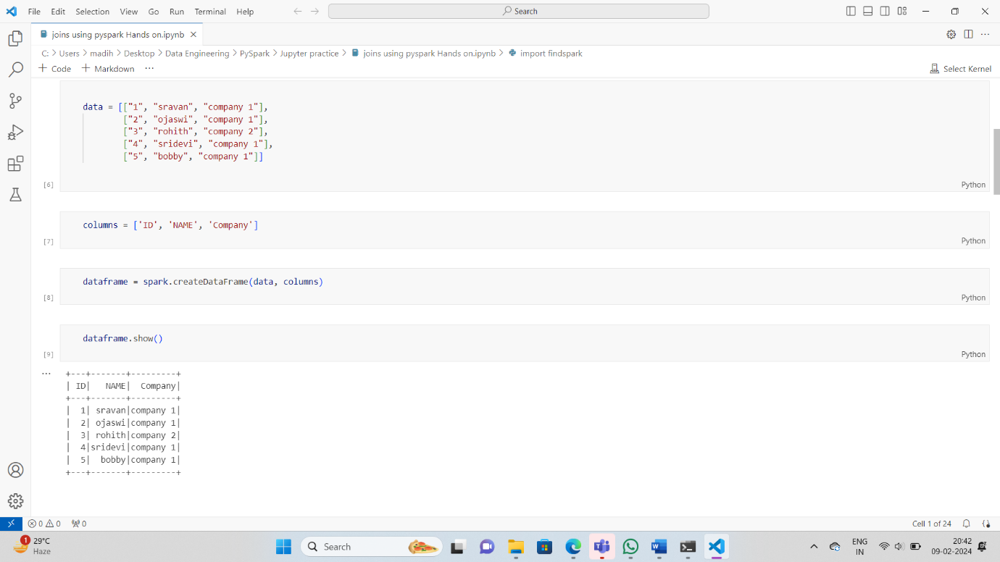 File Edit Selection View Go Run Terminal Help
Search
joins using pyspark Hands on.ipynb
C: > Users > madih > Desktop > Data Engineering > PySpark > Jupyter practice > joins using pyspark Hands on.ipynb > import findspark
+ Code + Markdown ...
Select Kernel
data = [["1", "sravan", "company 1"],
["2", "ojaswi", "company 1"],
["3", "rohith", "company 2"],
["4", "sridevi", "company 1"],
["5", "bobby", "company 1"]]
[6]
Python
columns = ['ID', 'NAME', 'Company']
[7]
Python
dataframe = spark.createDataFrame(data, columns)
[8]
Python
dataframe.show()
[9]
Python
...
+---+-------+---------+
| ID|   NAME|  Company|
+---+-------+---------+
|  1| sravan|company 1|
|  2| ojaswi|company 1|
|  3| rohith|company 2|
|  4|sridevi|company 1|
|  5|  bobby|company 1|
+---+-------+---------+
0 0 0
Cell 1 of 24
1
29°C
Haze
Search
ENG
IN
20:42
09-02-2024